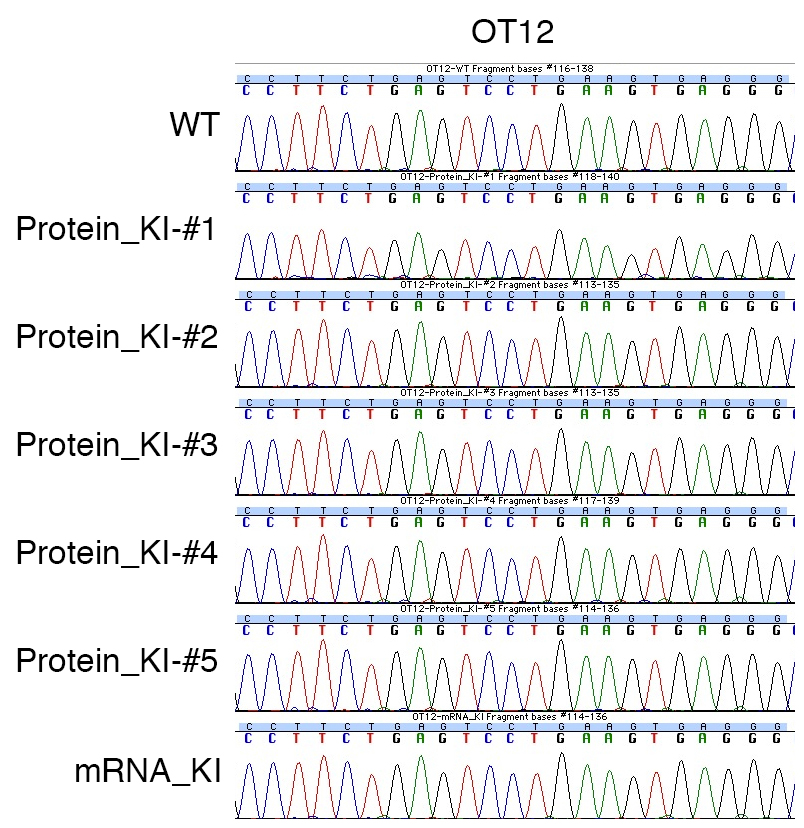 OT12
OT12-WT Fragment bases #116-138
C C T T C T G A G T C C T G A A G T G A G G G
C C T T C T G A G T C C T G A A G T G A G G G
WT
OT12-Protein_KI-#1 Fragment bases #118-140
C C T T C T G A G T C C T G A A G T G A G G G
C C T T C T G A G T C C T G A A G T G A G G G
Protein_KI-#1
OT12-Protein_KI-#2 Fragment bases #113-135
C C T T C T G A G T C C T G A A G T G A G G G
C C T T C T G A G T C C T G A A G T G A G G G
Protein_KI-#2
OT12-Protein_KI-#3 Fragment bases #113-135
C C T T C T G A G T C C T G A A G T G A G G G
C C T T C T G A G T C C T G A A G T G A G G G
Protein_KI-#3
OT12-Protein_KI-#4 Fragment bases #117-139
C C T T C T G A G T C C T G A A G T G A G G G
C C T T C T G A G T C C T G A A G T G A G G G
Protein_KI-#4
OT12-Protein_KI-#5 Fragment bases #114-136
C C T T C T G A G T C C T G A A G T G A G G G
C C T T C T G A G T C C T G A A G T G A G G G
Protein_KI-#5
OT12-mRNA_KI Fragment bases #114-136
C C T T C T G A G T C C T G A A G T G A G G G
C C T T C T G A G T C C T G A A G T G A G G G
mRNA_KI